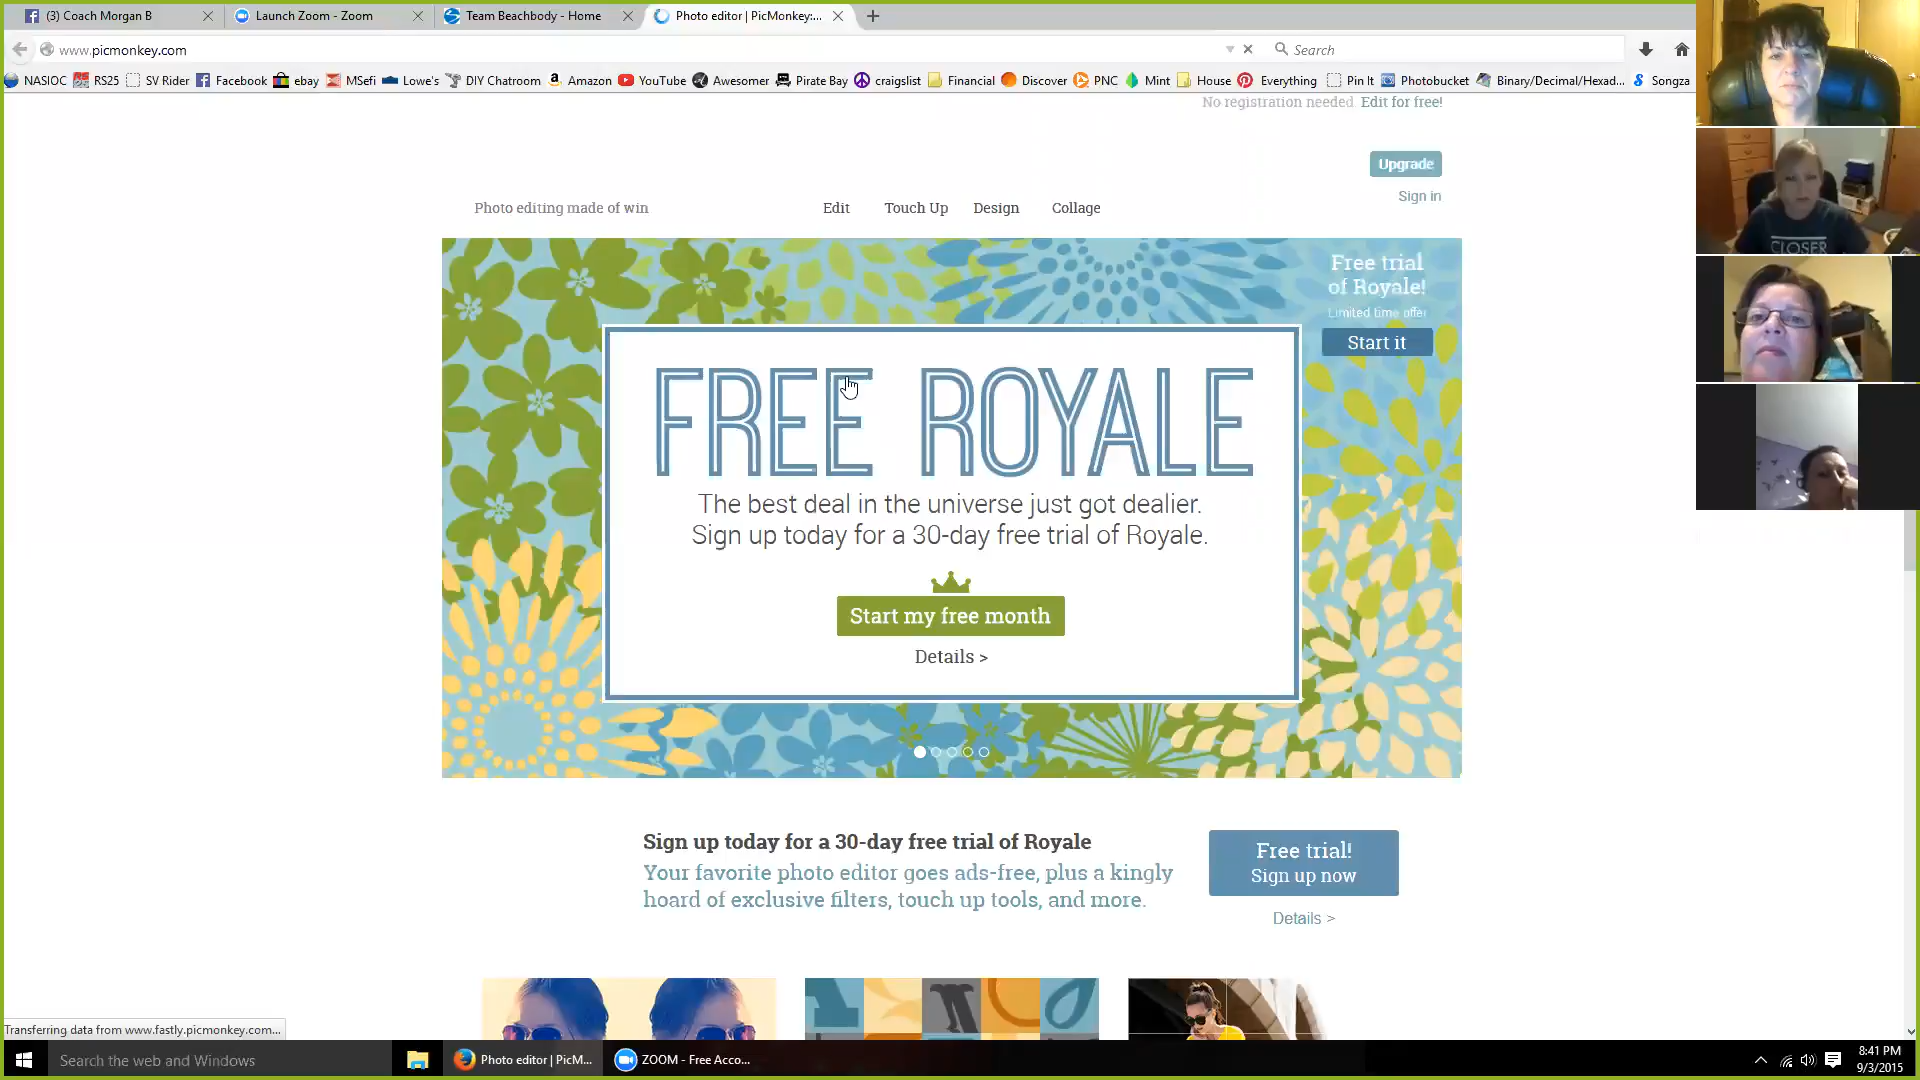 (3) Coach Morgan B
Launch Zoom - Zoom
Team Beachbody - Home
Photo editor | PicMonkey:...
www.picmonkey.com
Search
NASIOC RS25 SV Rider Facebook ebay MSefi Lowe's DIY Chatroom Amazon YouTube Awesomer Pirate Bay craigslist Financial Discover PNC Mint House Everything Pin It Photobucket Binary/Decimal/Hexad... Songza
No registration needed Edit for free!
Upgrade
Sign in
Photo editing made of win
Edit Touch Up Design Collage
Free trial
of Royale!
Limited time offer
Start it
FREE ROYALE
The best deal in the universe just got dealier.
Sign up today for a 30-day free trial of Royale.
Start my free month
Details >
Sign up today for a 30-day free trial of Royale
Your favorite photo editor goes ads-free, plus a kingly
hoard of exclusive filters, touch up tools, and more.
Free trial!
Sign up now
Details >
CLOSER
Transferring data from www.fastly.picmonkey.com...
Search the web and Windows
Photo editor | PicM...
ZOOM - Free Acco...
8:41 PM
9/3/2015